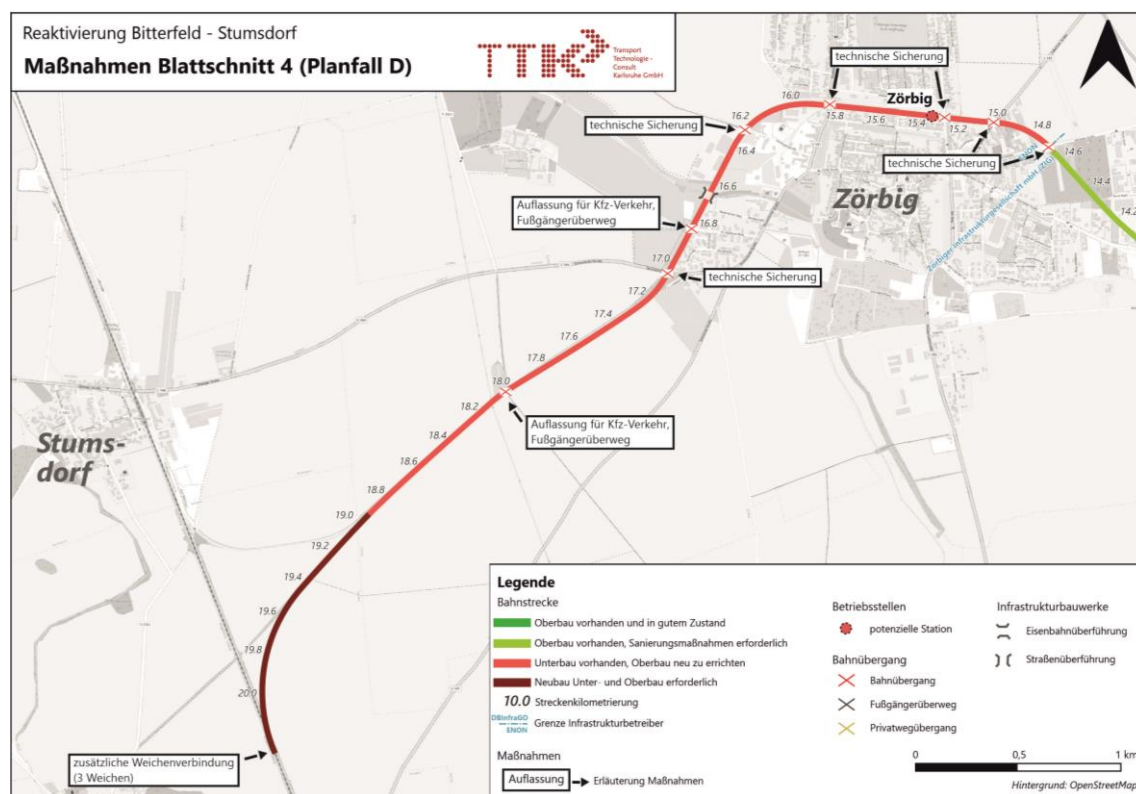 Reaktivierung Bitterfeld - Stumsdorf
Maßnahmen Blattschnitt 4 (Planfall D)
TTK
Transport
Technologie -
Consult
Karlsruhe GmbH
technische Sicherung
Zörbig
16.0
15.8
15.6
15.4
15.2
15.0
14.8
14.6
14.4
14.2
16.2
technische Sicherung
16.4
technische Sicherung
ENON
Zörbiger Infrastrukturgesellschaft mbH (ZIG)
16.6
Zörbig
Auflassung für Kfz-Verkehr,
Fußgängerüberweg
16.8
17.0
technische Sicherung
17.2
17.4
17.6
17.8
18.0
18.2
Auflassung für Kfz-Verkehr,
Fußgängerüberweg
18.4
Stums-
dorf
18.6
18.8
19.0
19.2
19.4
19.6
19.8
20.0
zusätzliche Weichenverbindung
(3 Weichen)
Legende
Bahnstrecke
Oberbau vorhanden und in gutem Zustand
Oberbau vorhanden, Sanierungsmaßnahmen erforderlich
Unterbau vorhanden, Oberbau neu zu errichten
Neubau Unter- und Oberbau erforderlich
10.0 Streckenkilometrierung
DBInfraGO
ENON
Grenze Infrastrukturbetreiber
Maßnahmen
Auflassung
Erläuterung Maßnahmen
Betriebsstellen
potenzielle Station
Bahnübergang
Bahnübergang
Fußgängerüberweg
Privatwegübergang
Infrastrukturbauwerke
Eisenbahnüberführung
Straßenüberführung
0
0,5
1 km
Hintergrund: OpenStreetMap